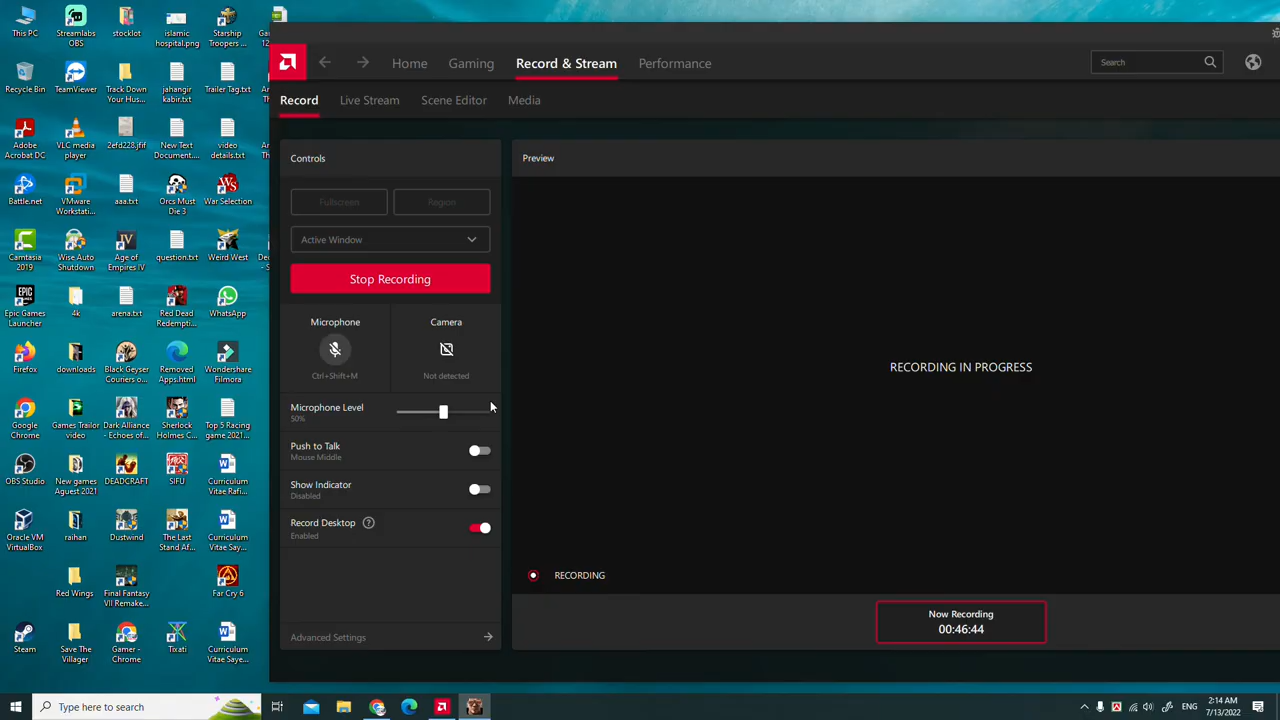 This PC
Streamlabs
OBS
stocklot
islamic
hospital.png
Starship
Troopers ...
Recycle Bin
TeamViewer
Track Down
Your Hus...
jahangir
kabir.txt
Trailer Tag.txt
Adobe
Acrobat DC
VLC media
player
2efd228.jfif
New Text
Document....
video
details.txt
Battle.net
VMware
Workstati...
aaa.txt
Orcs Must
Die 3
War Selection
Camtasia
2019
Wise Auto
Shutdown
Age of
Empires IV
question.txt
Weird West
Epic Games
Launcher
4k
arena.txt
Red Dead
Redemptio...
WhatsApp
Firefox
downloads
Black Geyser
Couriers o...
Removed
Apps.html
Wondershare
Filmora
Google
Chrome
Games Trailor
video
Dark Alliance
- Echoes of...
Sherlock
Holmes C...
Top 5 Racing
game 2021...
OBS Studio
New games
Aguest 2021
DEADCRAFT
SIFU
Curriculum
Vitae Rafi...
Oracle VM
VirtualBox
raihan
Dustwind
The Last
Stand Af...
Curriculum
Vitae Say...
Red Wings
Final Fantasy
VII Remake...
Far Cry 6
Steam
Save The
Villager
Gamer -
Chrome
Tixati
Curriculum
Vitae Saye...
Home
Gaming
Record & Stream
Performance
Search
Record
Live Stream
Scene Editor
Media
Controls
Fullscreen
Region
Active Window
Stop Recording
Microphone
Camera
Ctrl+Shift+M
Not detected
Microphone Level
50%
Push to Talk
Mouse Middle
Show Indicator
Disabled
Record Desktop
Enabled
Advanced Settings
Preview
RECORDING IN PROGRESS
RECORDING
Now Recording
00:46:44
Type here to search
2:14 AM
7/13/2022